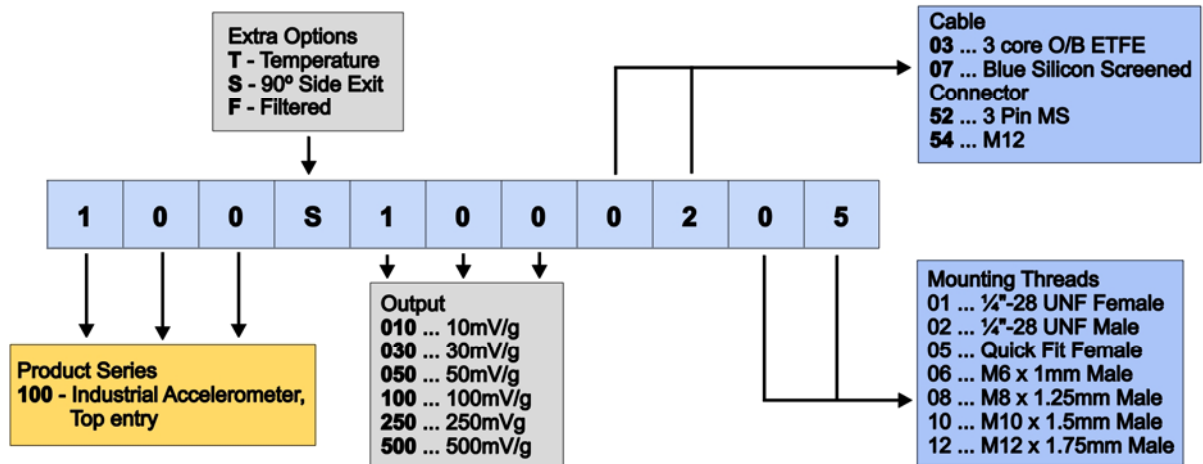 Extra Options
T - Temperature
S - 90º Side Exit
F - Filtered
Cable
03 ... 3 core O/B ETFE
07 ... Blue Silicon Screened
Connector
52 ... 3 Pin MS
54 ... M12
1 0 0 S 1 0 0 0 2 0 5
Product Series
100 - Industrial Accelerometer,
Top entry
Output
010 ... 10mV/g
030 ... 30mV/g
050 ... 50mV/g
100 ... 100mV/g
250 ... 250mVg
500 ... 500mV/g
Mounting Threads
01 ... ¼"-28 UNF Female
02 ... ¼"-28 UNF Male
05 ... Quick Fit Female
06 ... M6 x 1mm Male
08 ... M8 x 1.25mm Male
10 ... M10 x 1.5mm Male
12 ... M12 x 1.75mm Male